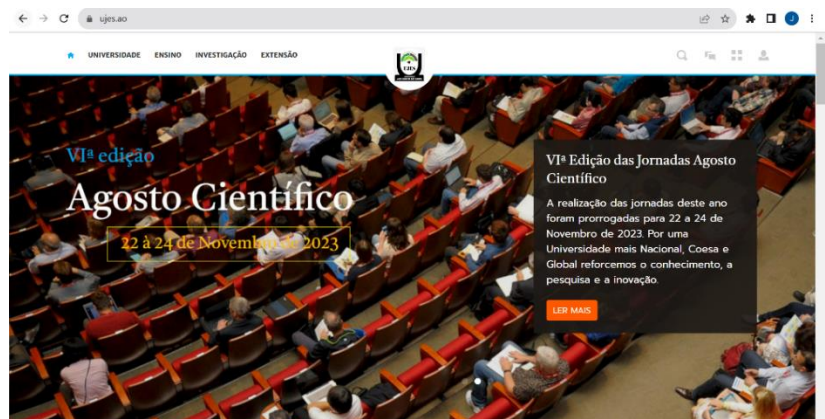 ujes.ao
J
UNIVERSIDADE ENSINO INVESTIGAÇÃO EXTENSÃO
UJES
VIª edição
Agosto Científico
22 à 24 de Novembro de 2023
VIª Edição das Jornadas Agosto
Científico
A realização das jornadas deste ano
foram prorrogadas para 22 a 24 de
Novembro de 2023. Por uma
Universidade mais Nacional, Coesa e
Global reforcemos o conhecimento, a
pesquisa e a inovação.
LER MAIS